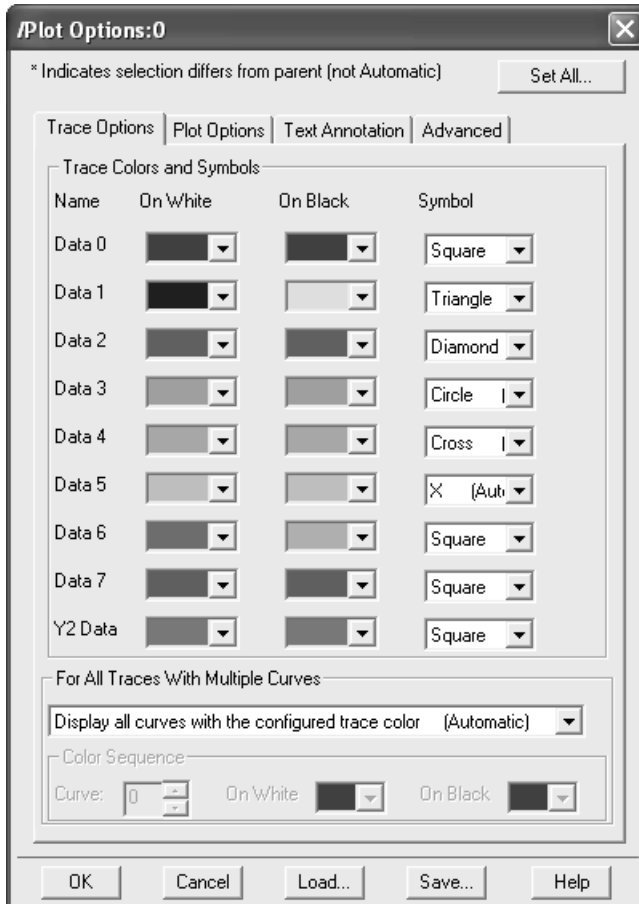 /Plot Options:0
* Indicates selection differs from parent (not Automatic)
Set All...
Trace Options Plot Options Text Annotation Advanced
Trace Colors and Symbols
Name On White On Black Symbol
Data 0 Square
Data 1 Triangle
Data 2 Diamond
Data 3 Circle
Data 4 Cross
Data 5 X (Aut
Data 6 Square
Data 7 Square
Y2 Data Square
For All Traces With Multiple Curves
Display all curves with the configured trace color (Automatic)
Color Sequence
Curve: 0 On White On Black
OK Cancel Load... Save... Help